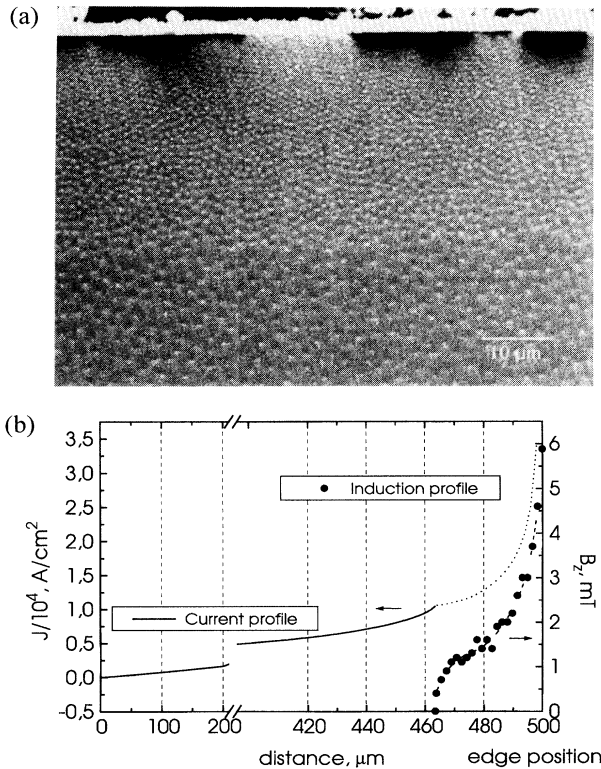 (a)
10 µm
(b)
3,5
3,0
2,5
2,0
1,5
1,0
0,5
0,0
-0,5
J/10⁴, A/cm²
Induction profile
Current profile
6
5
4
3
2
1
0
B_z, mT
0 100 200 420 440 460 480 500
distance, µm edge position